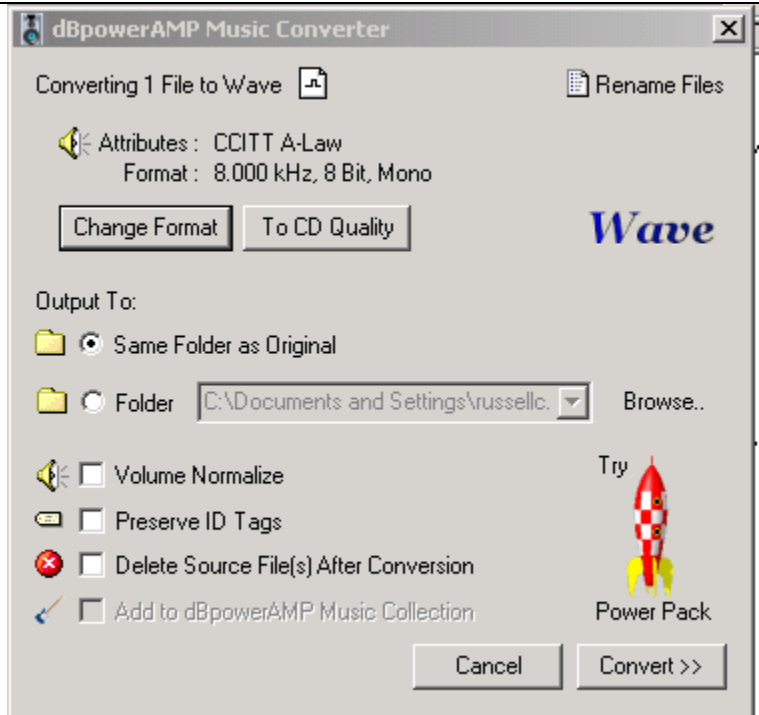 dBpowerAMP Music Converter
Converting 1 File to Wave
Rename Files
Attributes : CCITT A-Law
Format : 8.000 kHz, 8 Bit, Mono
Change Format
To CD Quality
Wave
Output To:
Same Folder as Original
Folder
C:\Documents and Settings\russellc.
Browse..
Volume Normalize
Try
Preserve ID Tags
Delete Source File(s) After Conversion
Add to dBpowerAMP Music Collection
Power Pack
Cancel
Convert >>